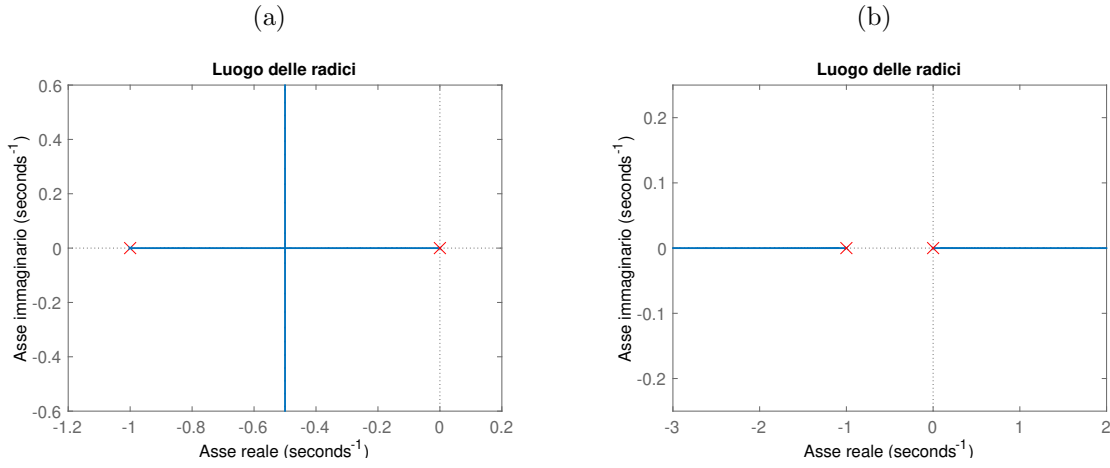 (a)
Luogo delle radici
0.6
0.4
0.2
0
-0.2
-0.4
-0.6
-1.2 -1 -0.8 -0.6 -0.4 -0.2 0 0.2
Asse reale (seconds⁻¹)
Asse immaginario (seconds⁻¹)
(b)
Luogo delle radici
0.2
0.1
0
-0.1
-0.2
-3 -2 -1 0 1 2
Asse reale (seconds⁻¹)
Asse immaginario (seconds⁻¹)